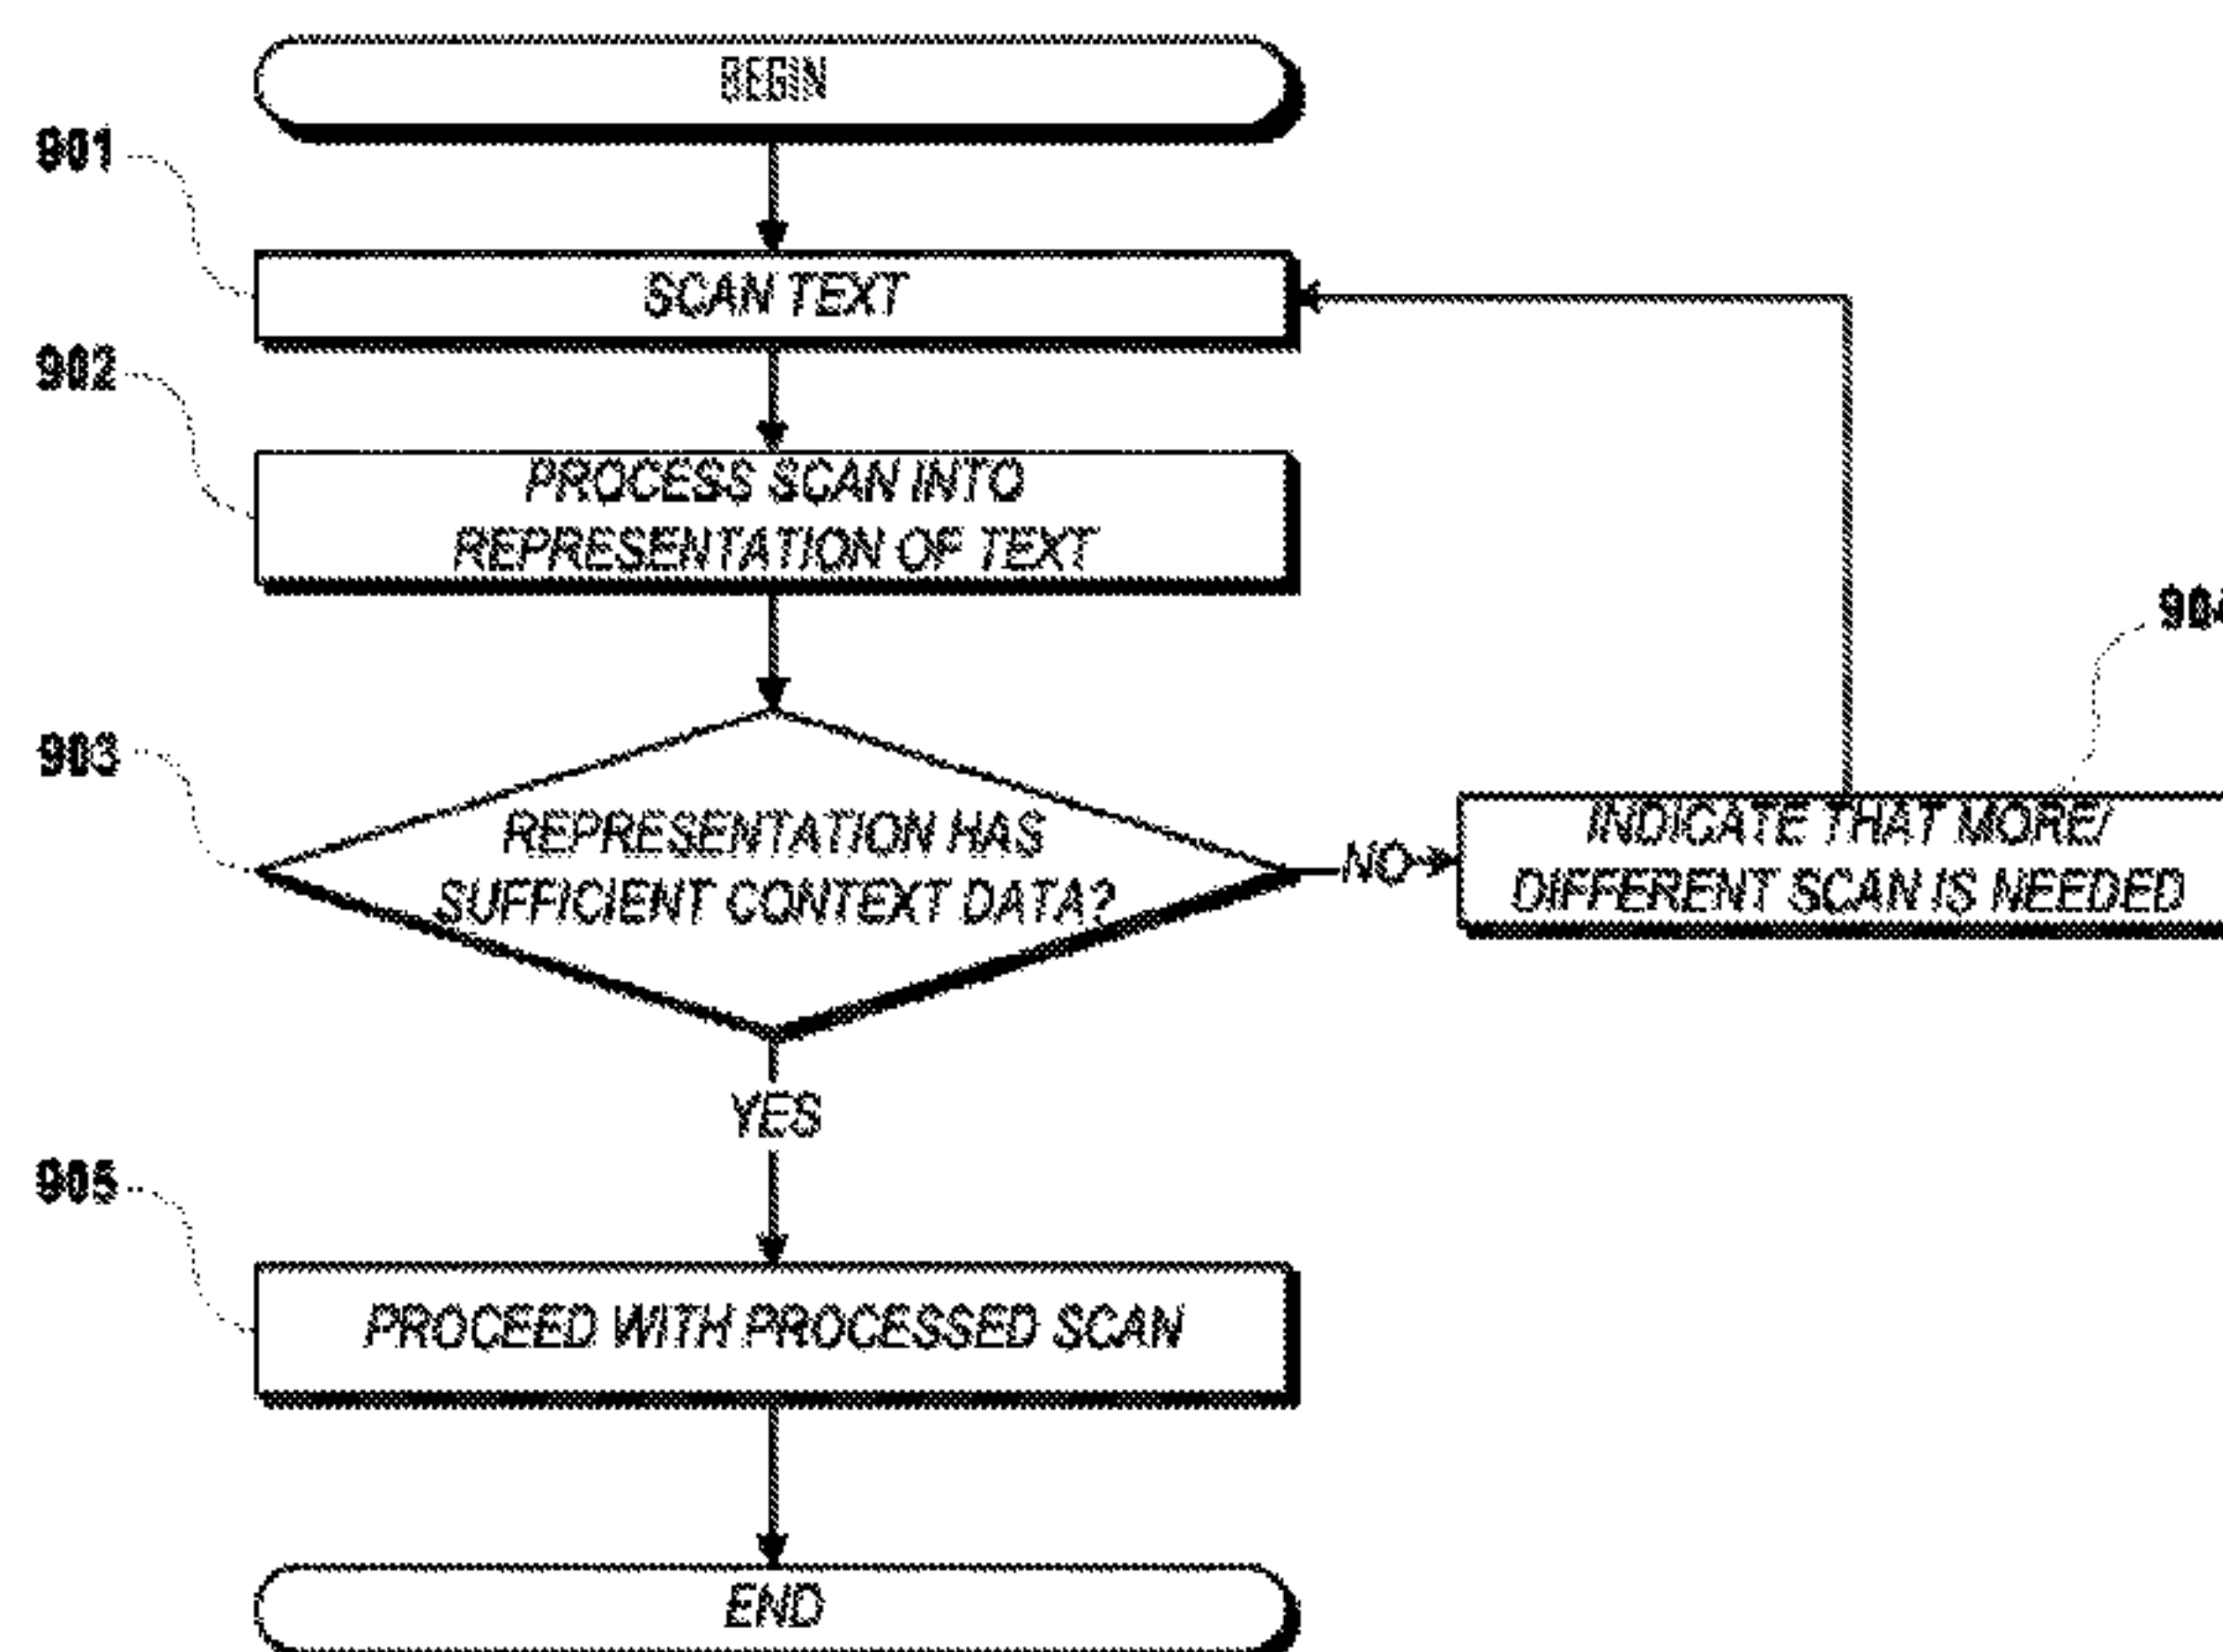 BEGIN
901
SCAN TEXT
902
PROCESS SCAN INTO
REPRESENTATION OF TEXT
903
REPRESENTATION HAS
SUFFICIENT CONTEXT DATA?
NO
904
INDICATE THAT MORE/
DIFFERENT SCAN IS NEEDED
YES
905
PROCEED WITH PROCESSED SCAN
END